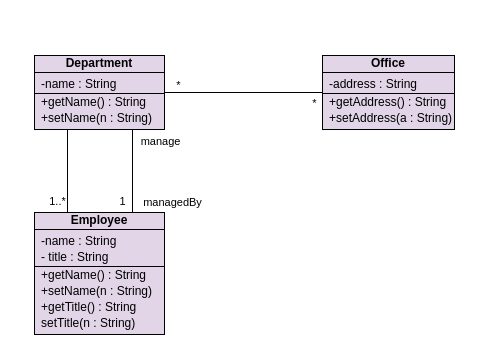 Department
-name : String
+getName() : String
+setName(n : String)
*
*
Office
-address : String
+getAddress() : String
+setAddress(a : String)
manage
1..*
1
managedBy
Employee
-name : String
- title : String
+getName() : String
+setName(n : String)
+getTitle() : String
setTitle(n : String)